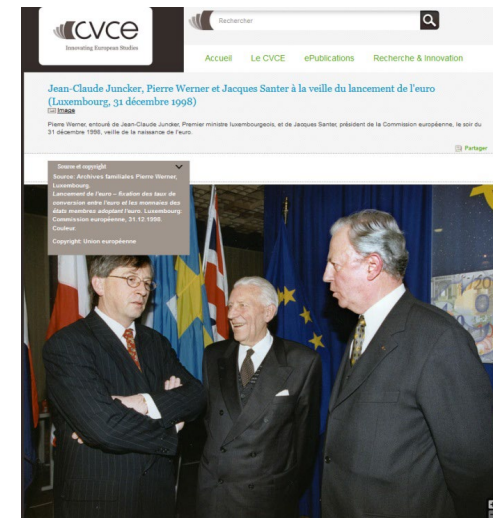 CVCE
Innovating European Studies
Rechercher
Accueil Le CVCE ePublications Recherche & Innovation
Jean-Claude Juncker, Pierre Werner et Jacques Santer à la veille du lancement de l'euro
(Luxembourg, 31 décembre 1998)
Image
Pierre Werner, entouré de Jean-Claude Juncker, Premier ministre luxembourgeois, et de Jacques Santer, président de la Commission européenne, le soir du
31 décembre 1998, veille de la naissance de l'euro.
Partager
Source et copyright
Source: Archives familiales Pierre Werner,
Luxembourg.
Lancement de l'euro – fixation des taux de
conversion entre l'euro et les monnaies des
états membres adoptant l'euro. Luxembourg:
Commission européenne, 31.12.1998.
Couleur.
Copyright: Union européenne
20